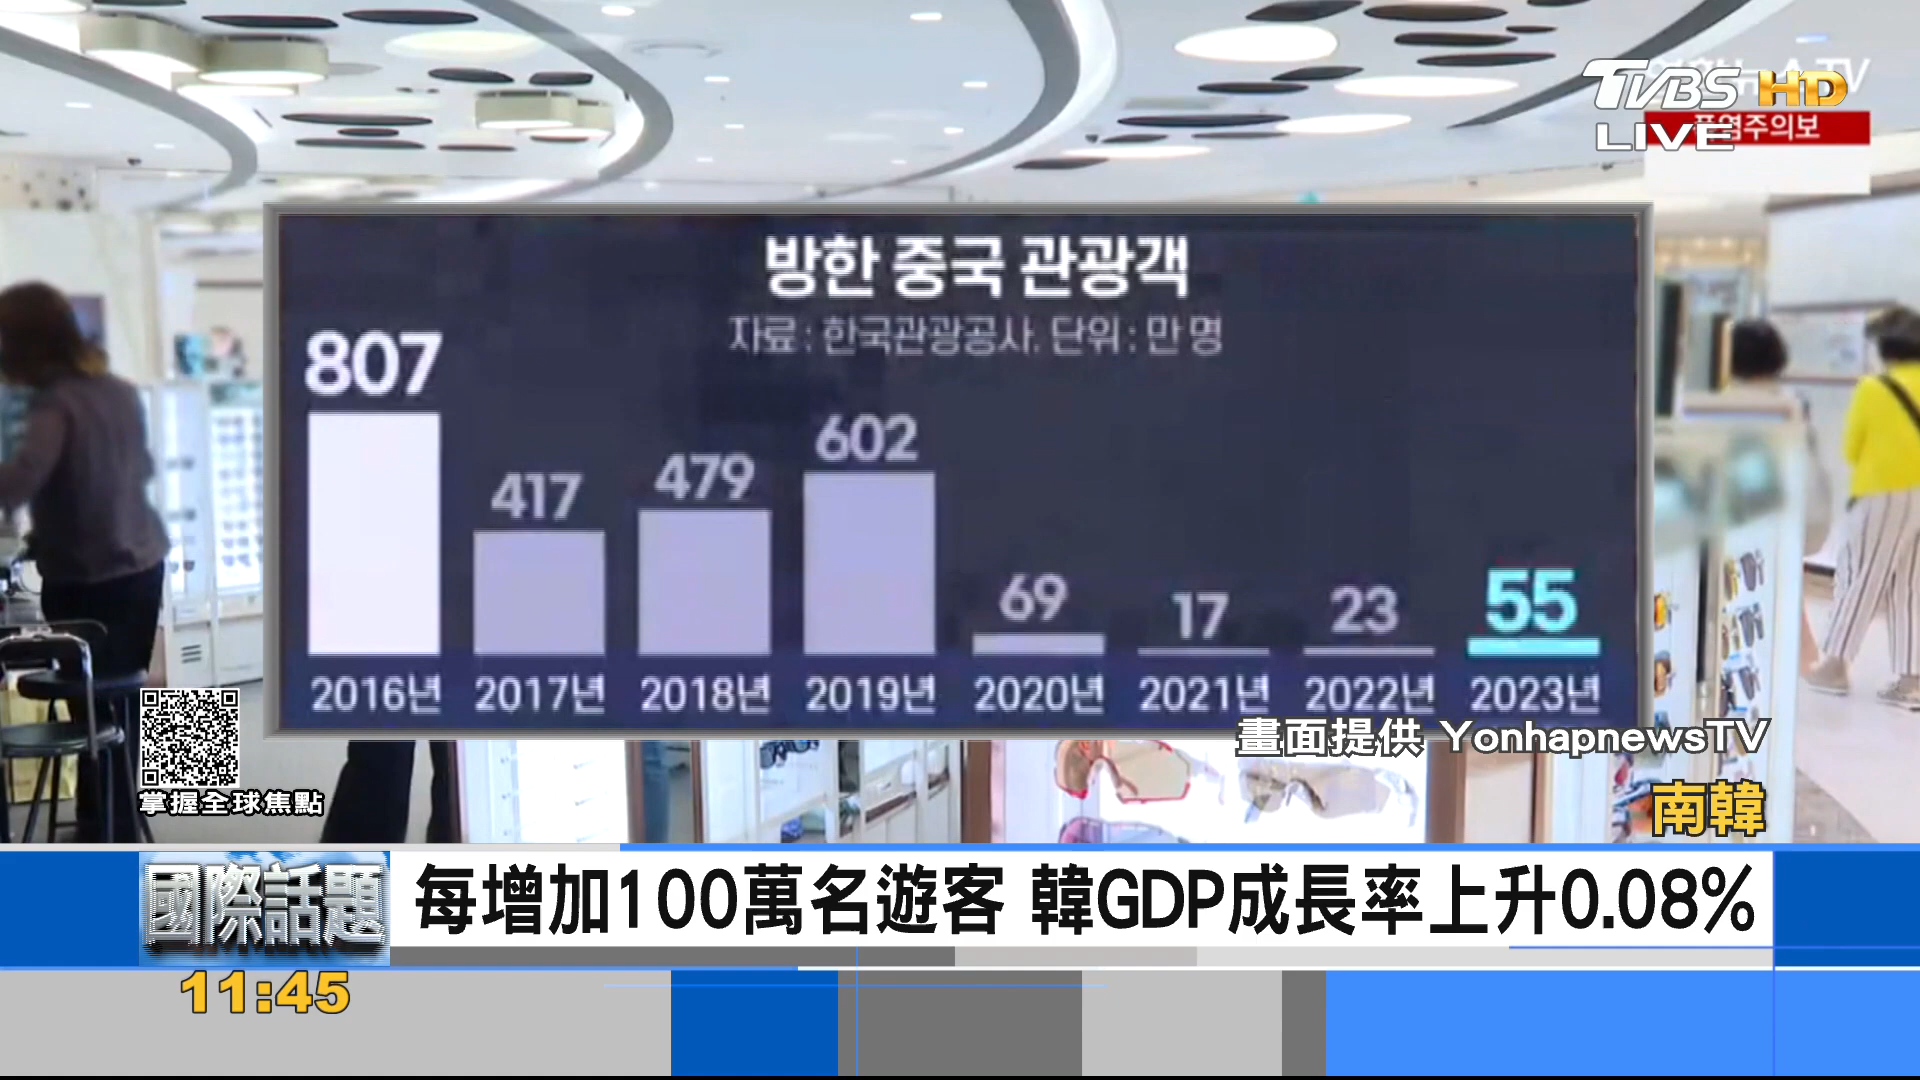 TVBS HD
LIVE
주의보
방한 중국 관광객
자료 : 한국관광공사, 단위 : 만 명
807
417
479
602
69
17
23
55
2016년
2017년
2018년
2019년
2020년
2021년
2022년
2023년
畫面提供 YonhapnewsTV
掌握全球焦點
南韓
國際話題
每增加100萬名遊客 韓GDP成長率上升0.08%
11:45